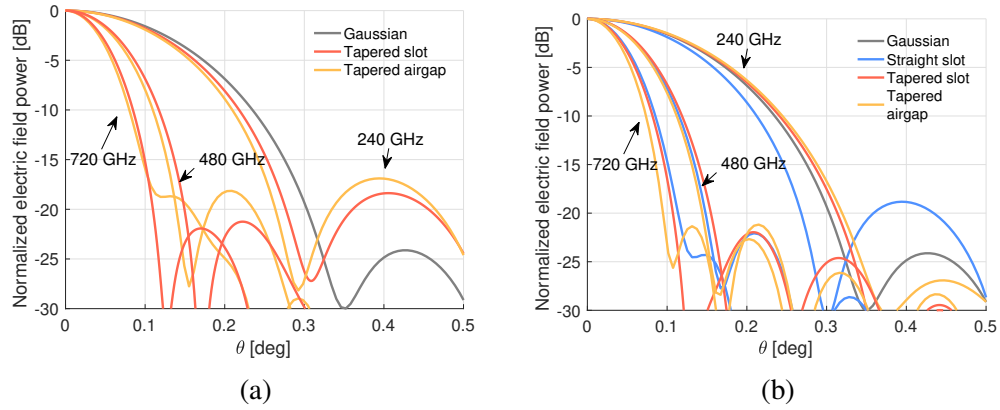 Normalized electric field power [dB]
0
-5
-10
-15
-20
-25
-30
Gaussian
Tapered slot
Tapered airgap
720 GHz
480 GHz
240 GHz
0 0.1 0.2 0.3 0.4 0.5
θ [deg]
(a)
Normalized electric field power [dB]
0
-5
-10
-15
-20
-25
-30
240 GHz
Gaussian
Straight slot
Tapered slot
Tapered
airgap
720 GHz
480 GHz
0 0.1 0.2 0.3 0.4 0.5
θ [deg]
(b)